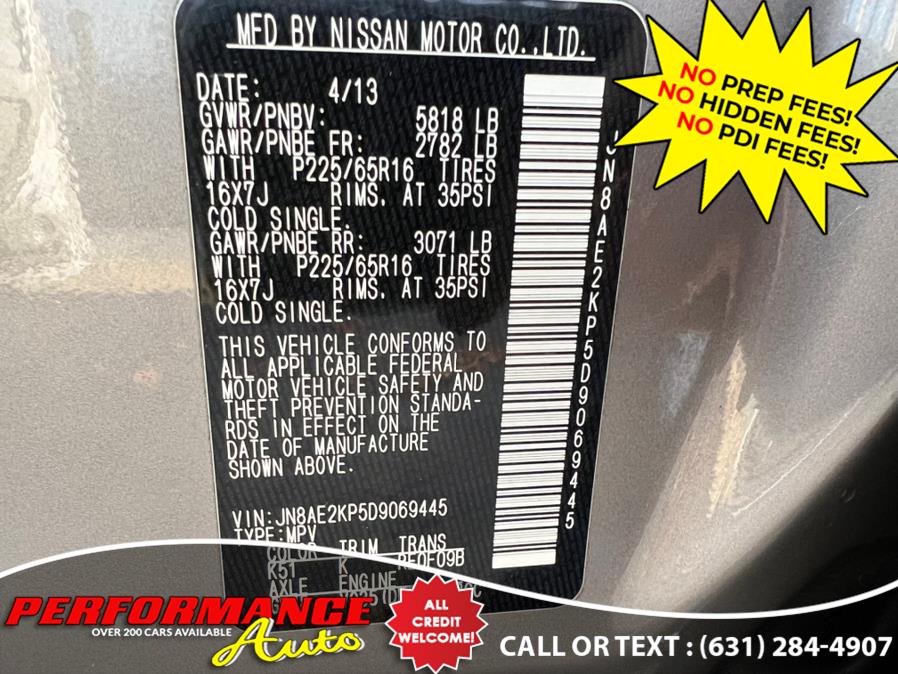 MFD BY NISSAN MOTOR CO.,LTD.
DATE: 4/13
GVWR/PNBV: 5818 LB
GAWR/PNBE FR: 2782 LB
WITH P225/65R16 TIRES
16X7J RIMS. AT 35PSI
COLD SINGLE.
GAWR/PNBE RR: 3071 LB
WITH P225/65R16 TIRES
16X7J RIMS. AT 35PSI
COLD SINGLE.
THIS VEHICLE CONFORMS TO
ALL APPLICABLE FEDERAL
MOTOR VEHICLE SAFETY AND
THEFT PREVENTION STANDA-
RDS IN EFFECT ON THE
DATE OF MANUFACTURE
SHOWN ABOVE.
VIN:JN8AE2KP5D9069445
TYPE:MPV
COLOR TRIM TRANS
K51 K RE0F09B
AXLE ENGINE
JN8AE2KP5D9069445
NO PREP FEES!
NO HIDDEN FEES!
NO PDI FEES!
PERFORMANCE
OVER 200 CARS AVAILABLE
Auto
ALL
CREDIT
WELCOME!
CALL OR TEXT : (631) 284-4907